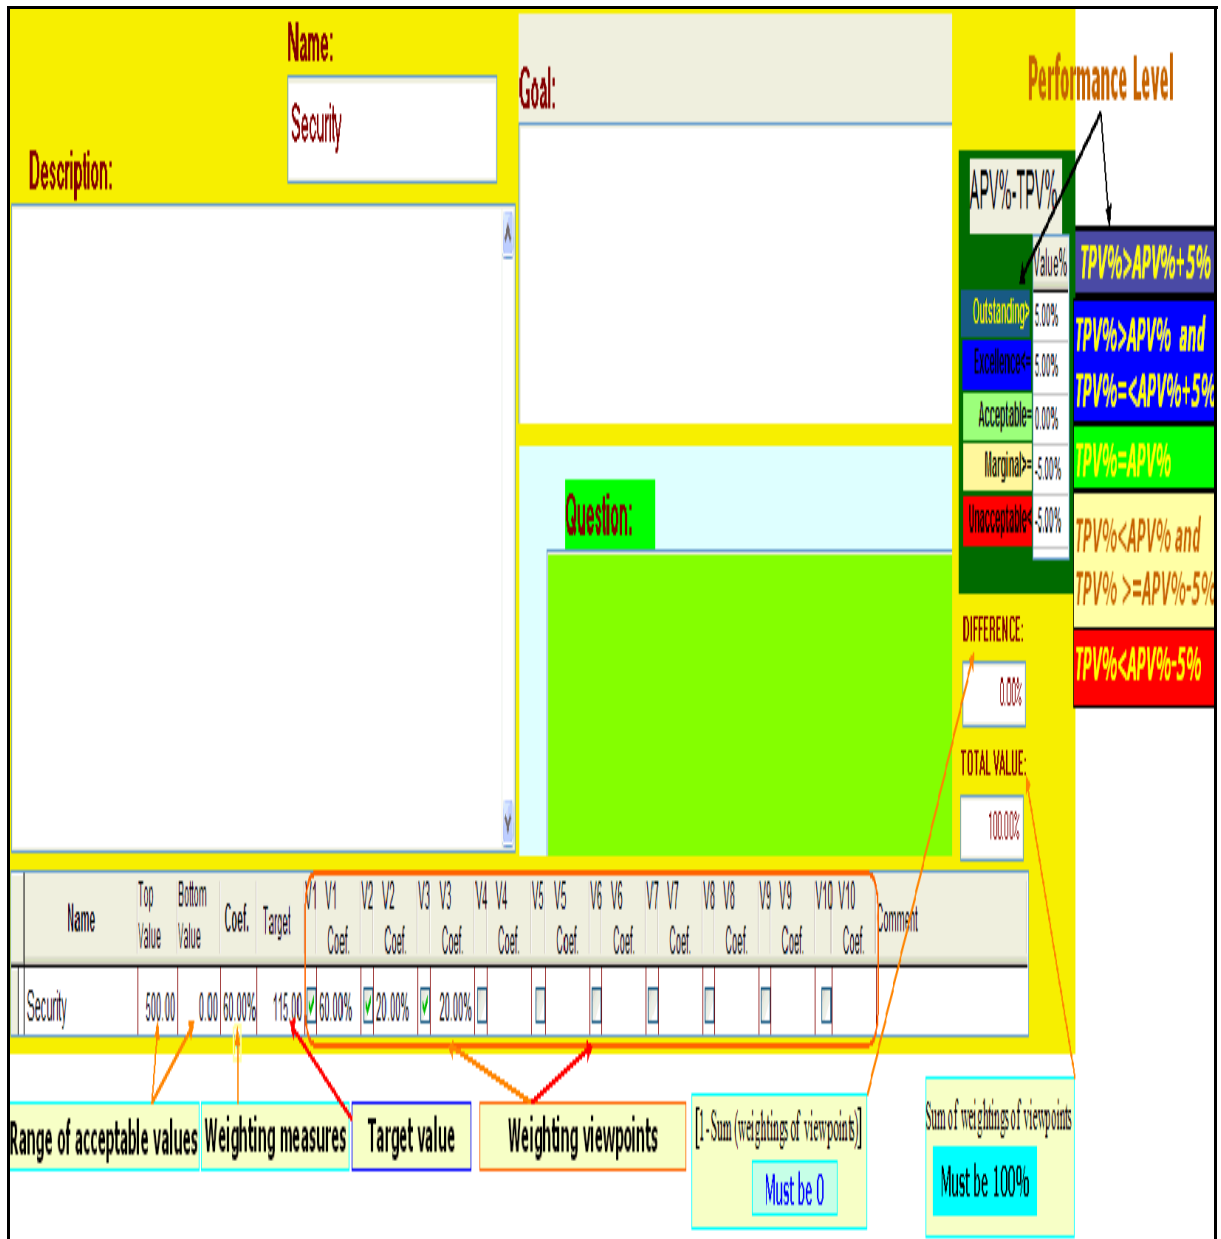 Name:
Security
Description:
Goal:
Question:
Performance Level
APV%-TPV%
Value%
Outstanding> 5.00%
Excellence<= 5.00%
Acceptable= 0.00%
Marginal>= -5.00%
Unacceptable< -5.00%
TPV%>APV%+5%
TPV%>APV% and
TPV%=<APV%+5%
TPV%=APV%
TPV%<APV% and
TPV% >=APV%-5%
TPV%<APV%-5%
DIFFERENCE:
0.00%
TOTAL VALUE:
100.00%
Name Top Value Bottom Value Coef. Target V1 V1 Coef. V2 V2 Coef. V3 V3 Coef. V4 V4 Coef. V5 V5 Coef. V6 V6 Coef. V7 V7 Coef. V8 V8 Coef. V9 V9 Coef. V10 V10 Coef. Comment
Security 500.00 0.00 60.00% 115.00 60.00% 20.00% 20.00%
Range of acceptable values
Weighting measures
Target value
Weighting viewpoints
[1-Sum (weightings of viewpoints)]
Must be 0
Sum of weightings of viewpoints
Must be 100%